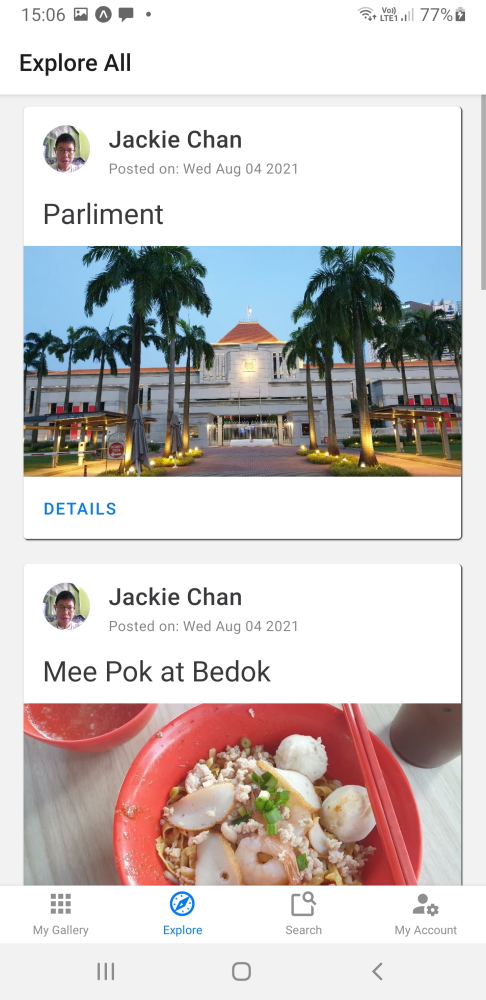 15:06 Vo)) LTE1 77%
Explore All
Jackie Chan
Posted on: Wed Aug 04 2021
Parliment
DETAILS
Jackie Chan
Posted on: Wed Aug 04 2021
Mee Pok at Bedok
My Gallery Explore Search My Account